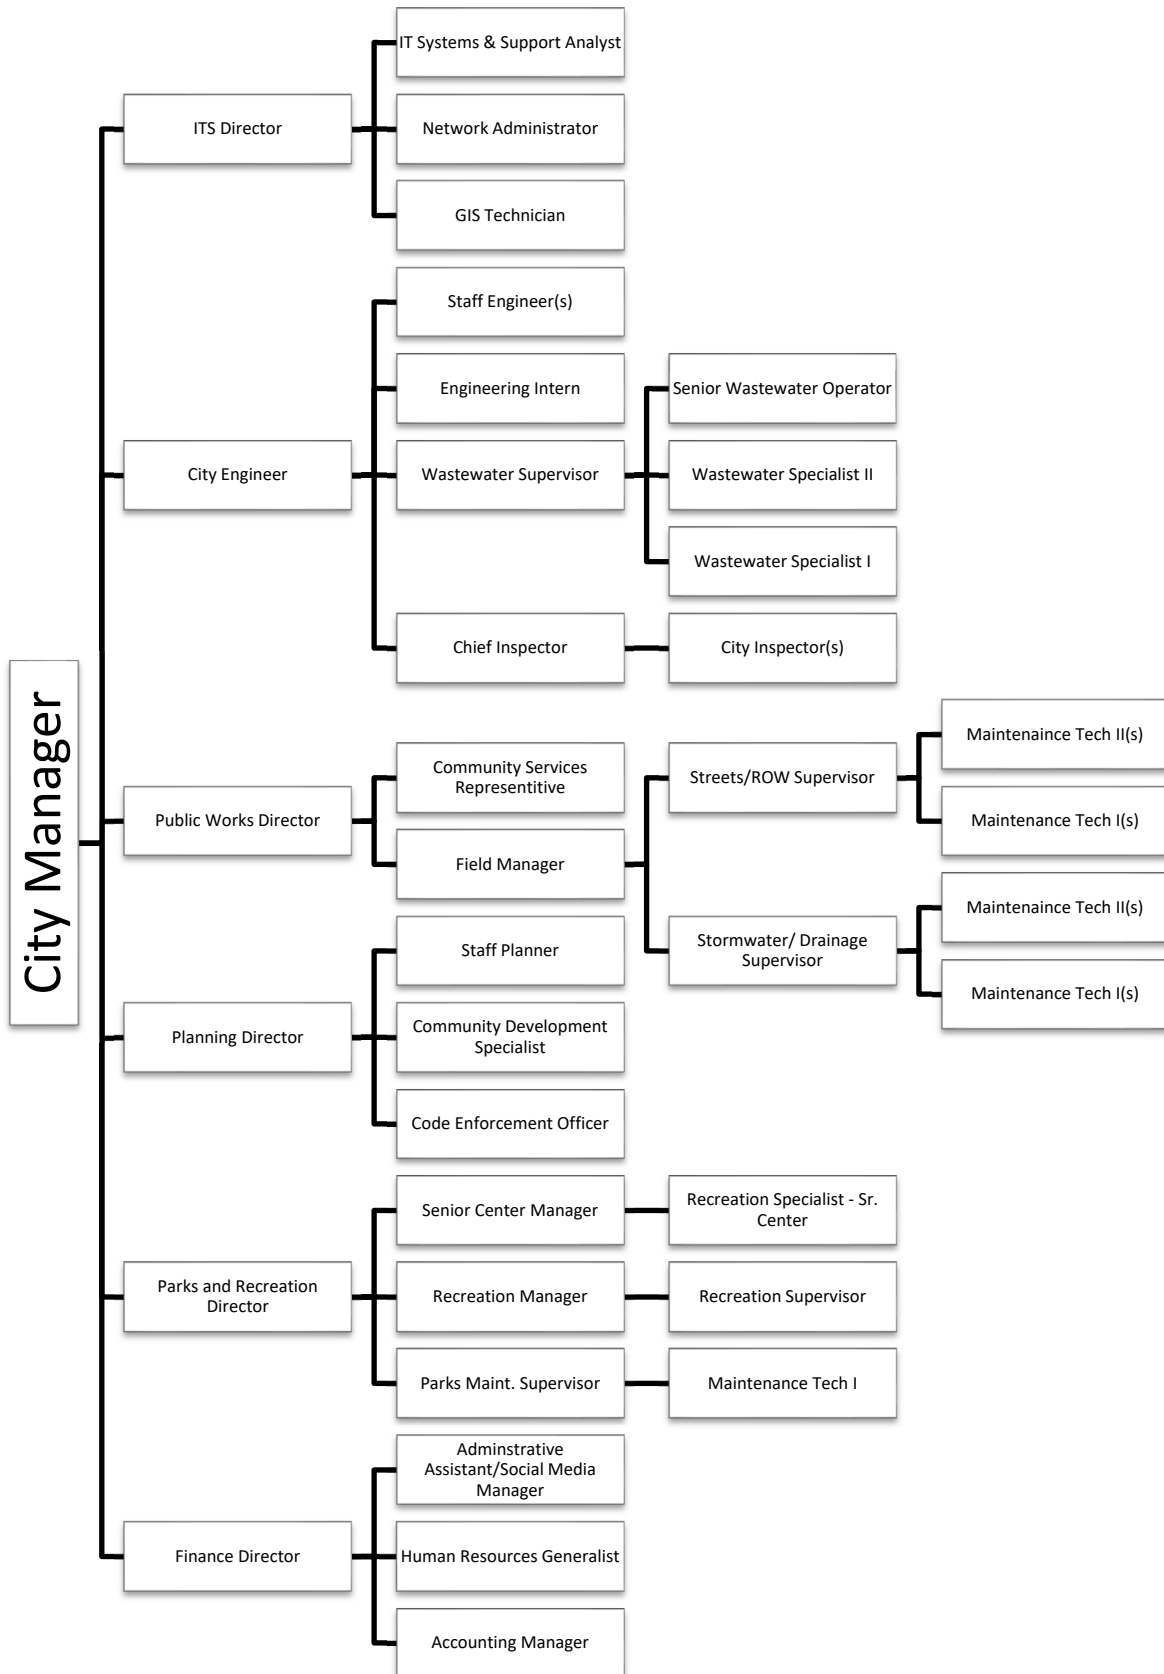 City Manager
ITS Director
IT Systems & Support Analyst
Network Administrator
GIS Technician
City Engineer
Staff Engineer(s)
Engineering Intern
Wastewater Supervisor
Senior Wastewater Operator
Wastewater Specialist II
Wastewater Specialist I
Chief Inspector
City Inspector(s)
Public Works Director
Community Services
Representitive
Field Manager
Streets/ROW Supervisor
Maintenaince Tech II(s)
Maintenance Tech I(s)
Stormwater/ Drainage
Supervisor
Maintenaince Tech II(s)
Maintenance Tech I(s)
Planning Director
Staff Planner
Community Development
Specialist
Code Enforcement Officer
Parks and Recreation
Director
Senior Center Manager
Recreation Specialist - Sr.
Center
Recreation Manager
Recreation Supervisor
Parks Maint. Supervisor
Maintenance Tech I
Finance Director
Adminstrative
Assistant/Social Media
Manager
Human Resources Generalist
Accounting Manager